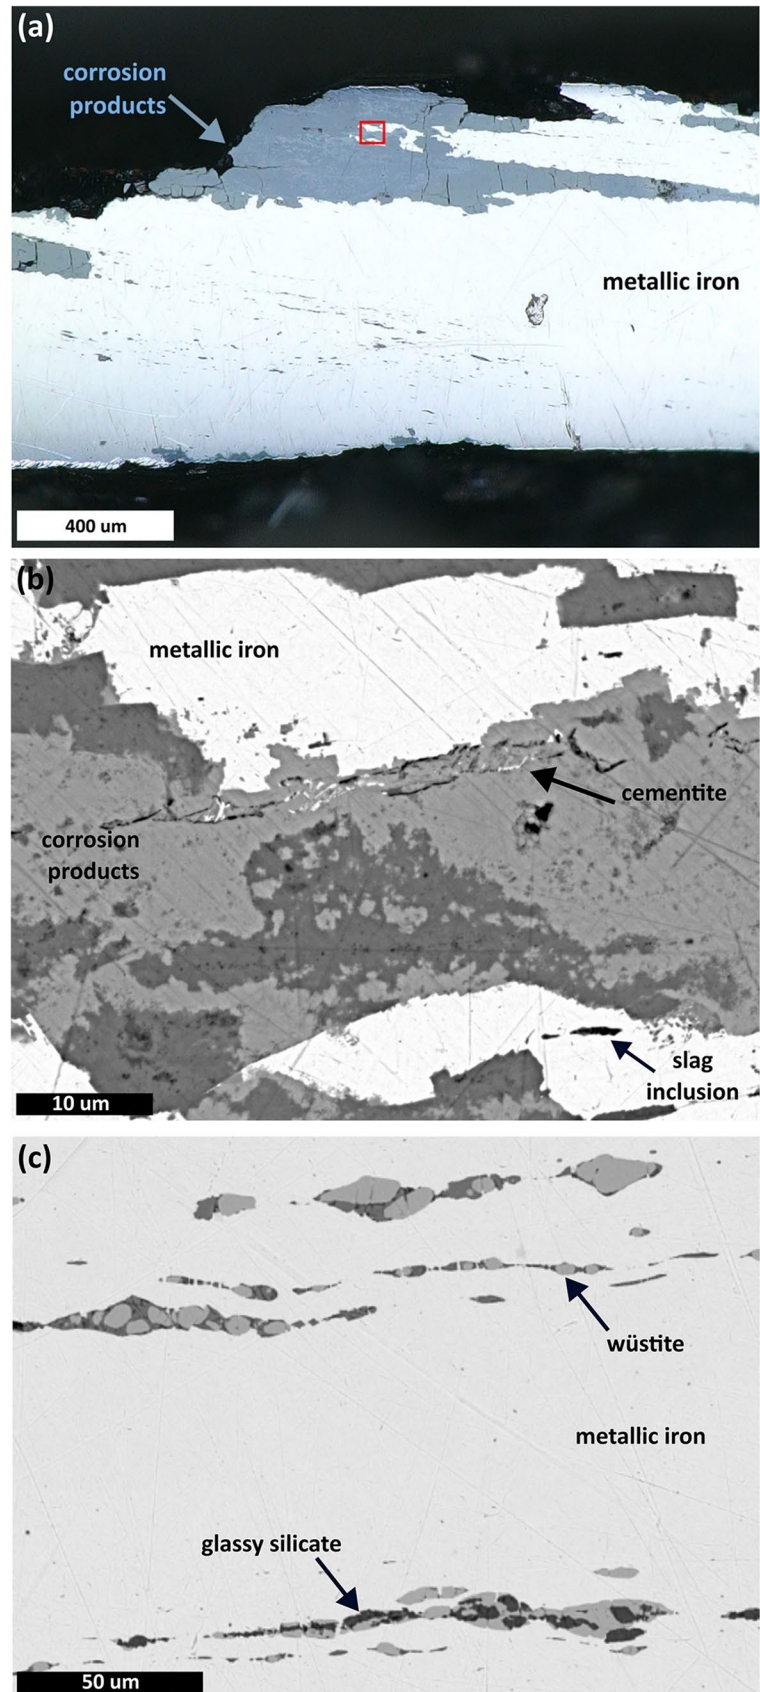 (a)
corrosion
products
metallic iron
400 um
(b)
metallic iron
cementite
corrosion
products
slag
inclusion
10 um
(c)
wüstite
metallic iron
glassy silicate
50 um